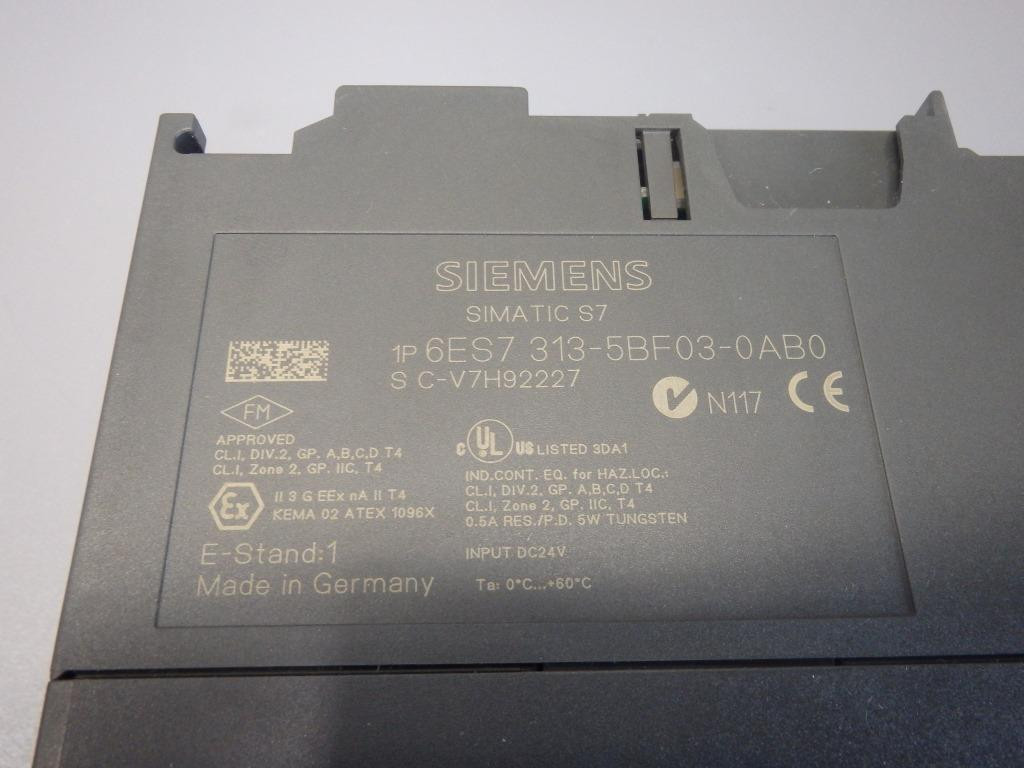 SIEMENS
SIMATIC S7
1P 6ES7 313-5BF03-0AB0
S C-V7H92227
N117 CE
FM
APPROVED
CL.I, DIV.2, GP. A,B,C,D T4
CL.I, Zone 2, GP. IIC, T4
Ex II 3 G EEx nA II T4
KEMA 02 ATEX 1096X
E-Stand:1
Made in Germany
C UL US LISTED 3DA1
IND.CONT. EQ. for HAZ.LOC.:
CL.I, DIV.2, GP. A,B,C,D T4
CL.I, Zone 2, GP. IIC, T4
0.5A RES./P.D. 5W TUNGSTEN
INPUT DC24V
Ta: 0°C...+60°C